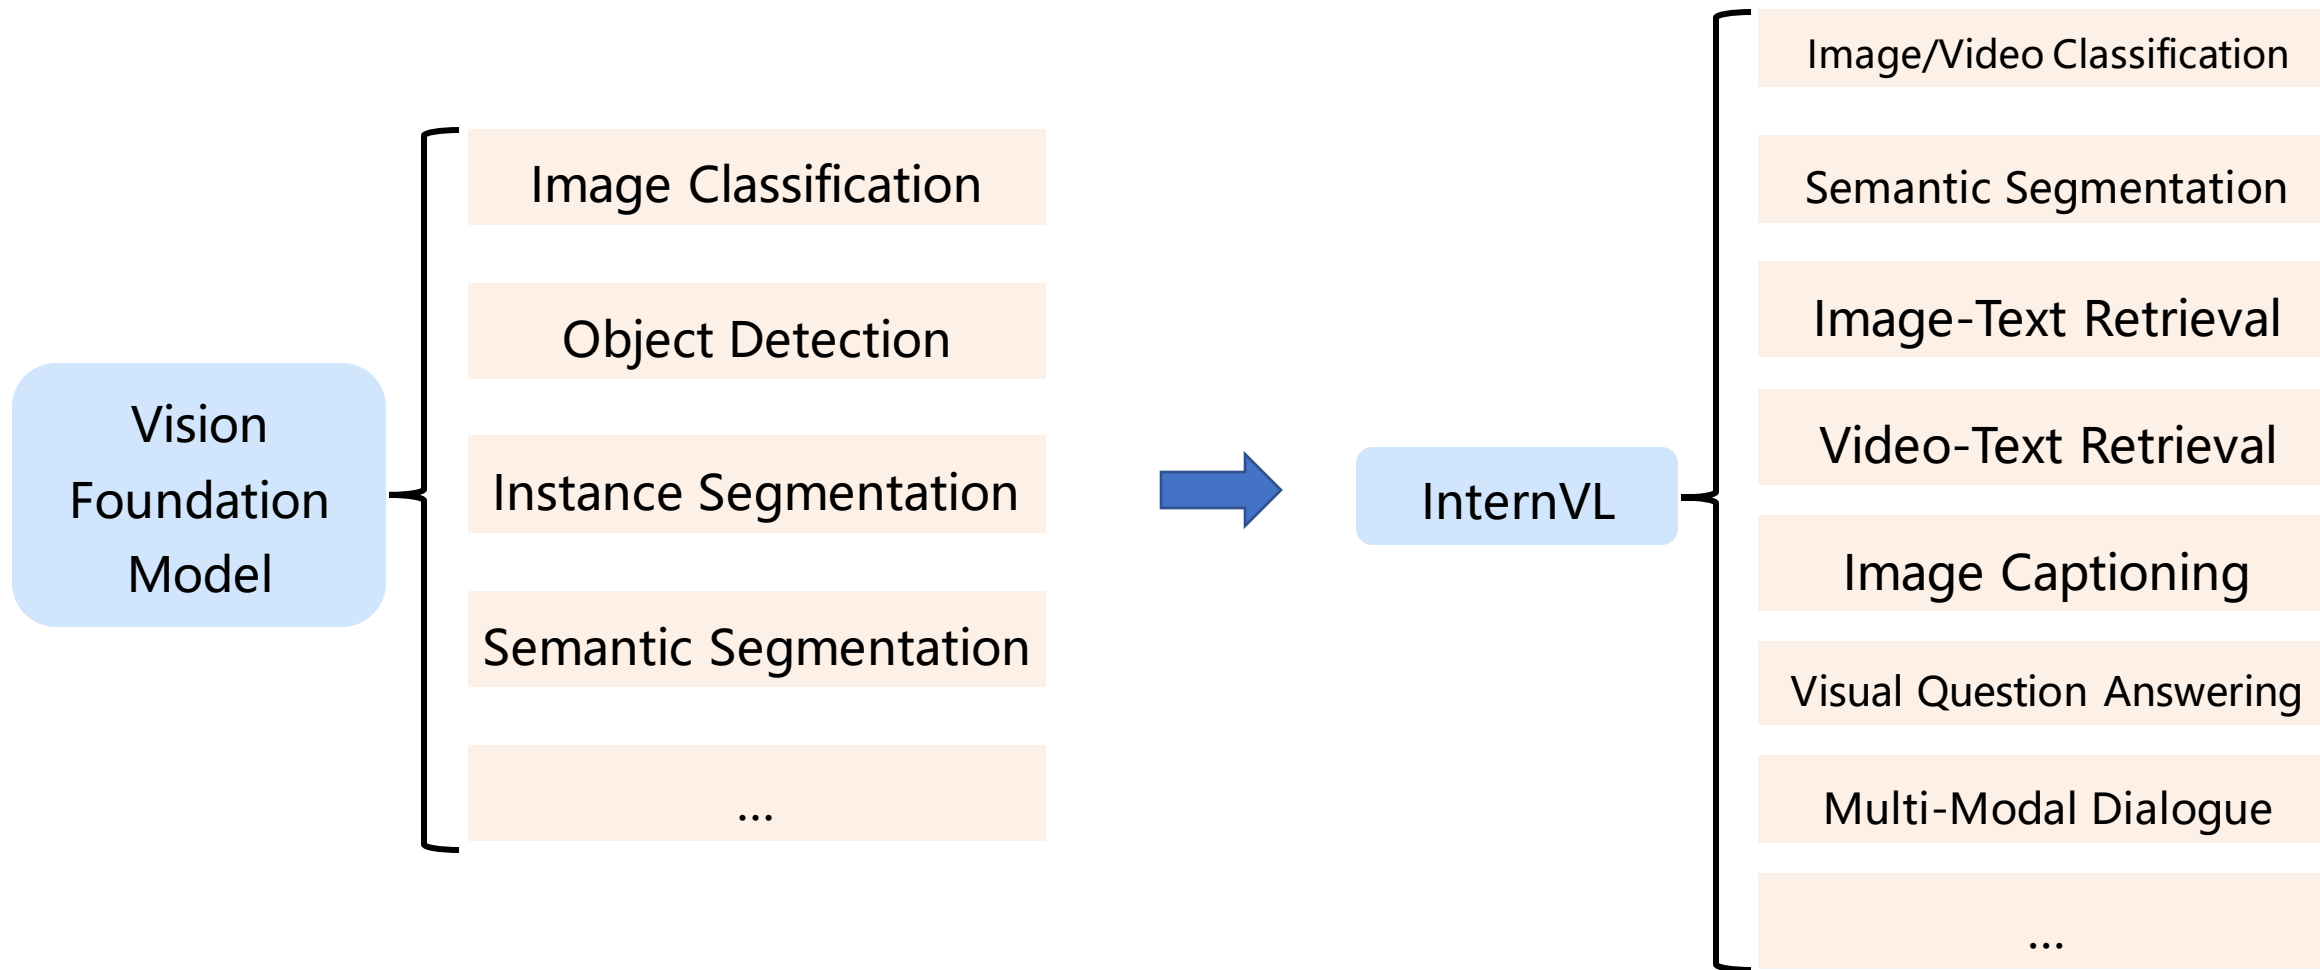 Vision
Foundation
Model
Image Classification
Object Detection
Instance Segmentation
Semantic Segmentation
...
InternVL
Image/Video Classification
Semantic Segmentation
Image-Text Retrieval
Video-Text Retrieval
Image Captioning
Visual Question Answering
Multi-Modal Dialogue
...